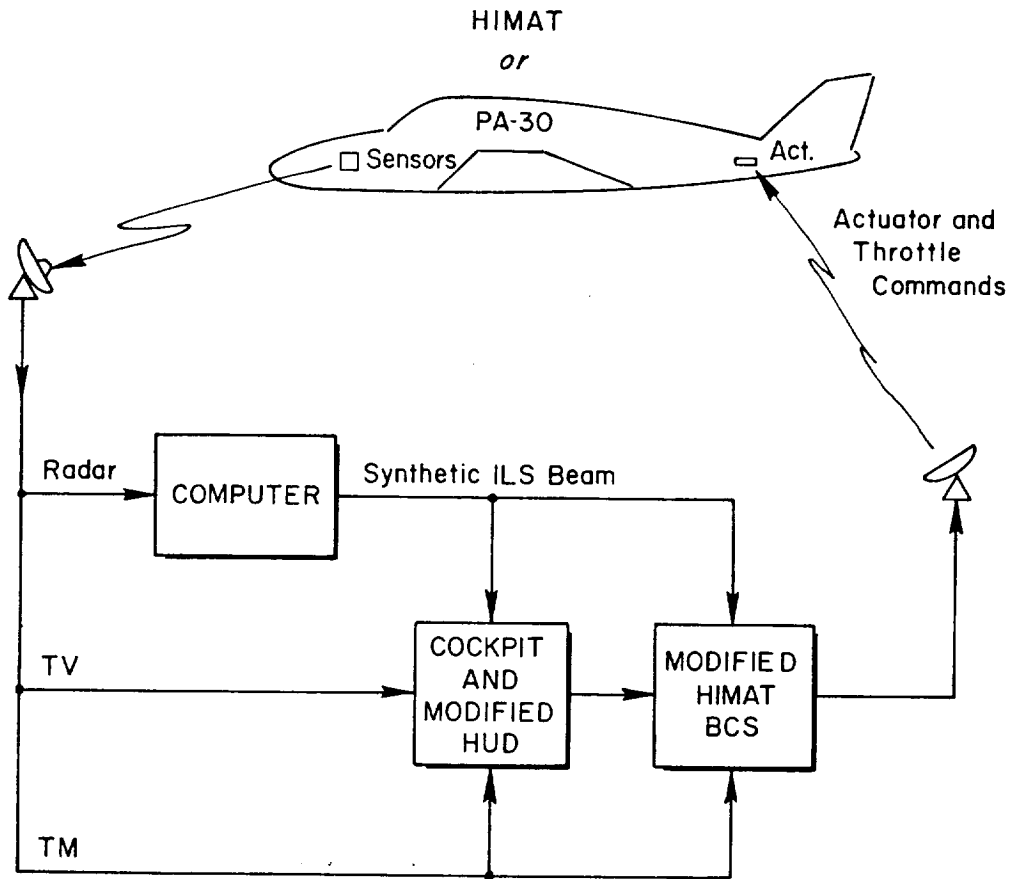 HIMAT
or
PA-30
Sensors
Act.
Actuator and
Throttle
Commands
Radar
COMPUTER
Synthetic ILS Beam
TV
COCKPIT
AND
MODIFIED
HUD
MODIFIED
HIMAT
BCS
TM